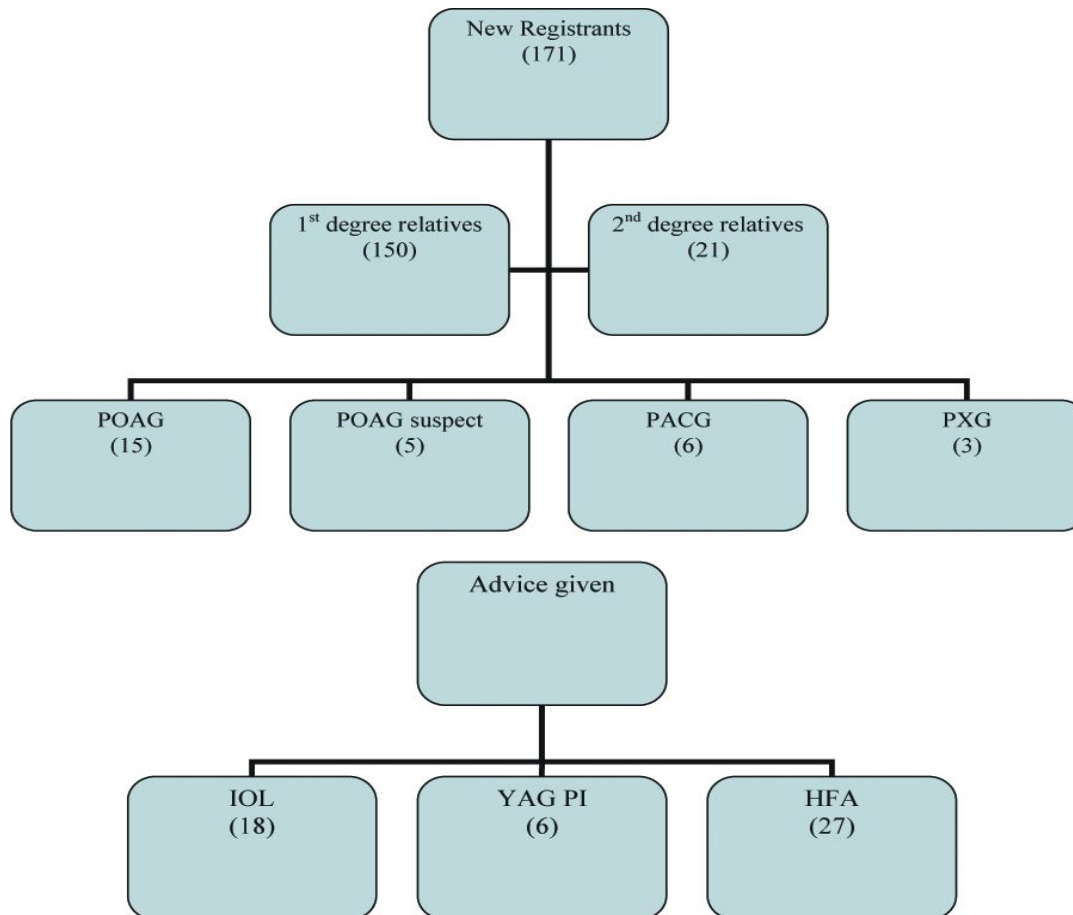 New Registrants
(171)
1st degree relatives
(150)
2nd degree relatives
(21)
POAG
(15)
POAG suspect
(5)
PACG
(6)
PXG
(3)
Advice given
IOL
(18)
YAG PI
(6)
HFA
(27)